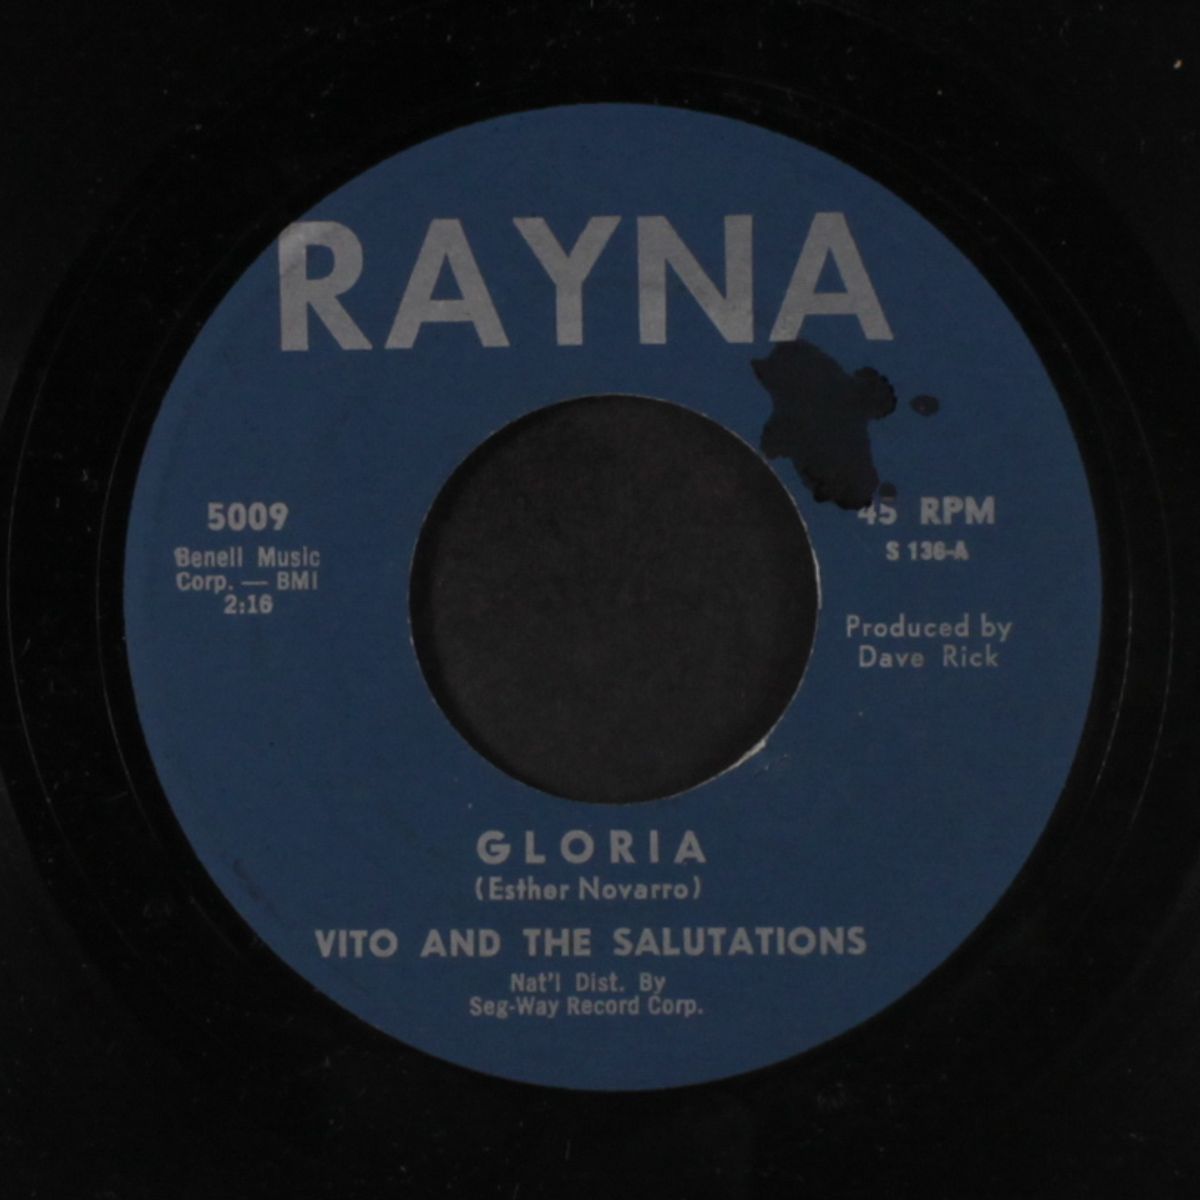 RAYNA
5009
Benell Music
Corp. — BMI
2:16
45 RPM
S 136-A
Produced by
Dave Rick
GLORIA
(Esther Novarro)
VITO AND THE SALUTATIONS
Nat'l Dist. By
Seg-Way Record Corp.